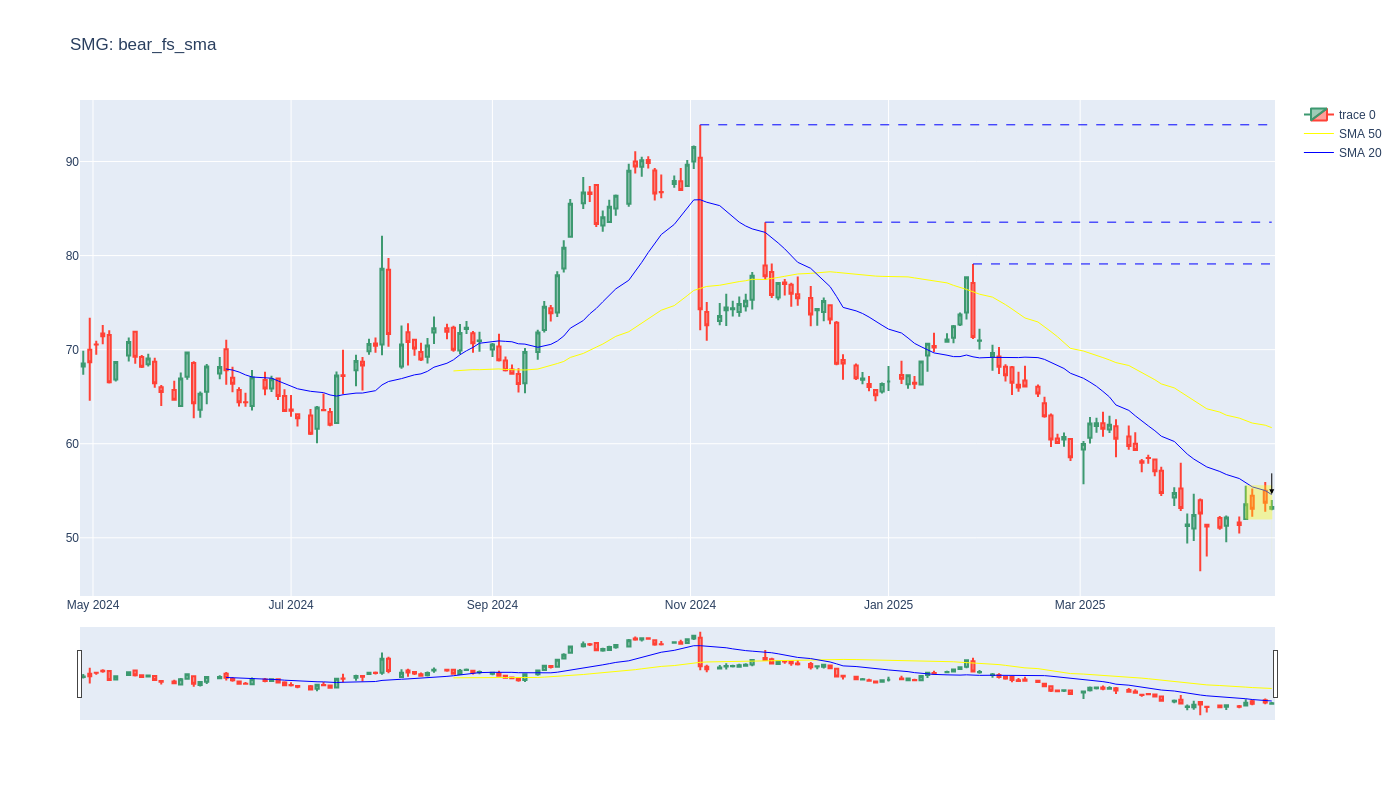 SMG: bear_fs_sma
trace 0
SMA 50
SMA 20
90
80
70
60
50
May 2024
Jul 2024
Sep 2024
Nov 2024
Jan 2025
Mar 2025